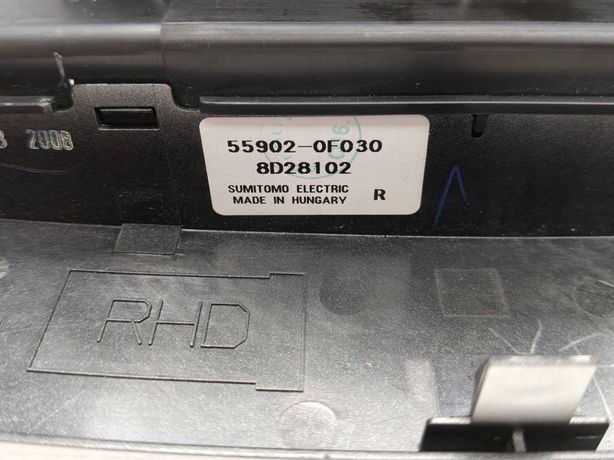 2008
55902-0F030
8D28102
SUMITOMO ELECTRIC
MADE IN HUNGARY R
RHD